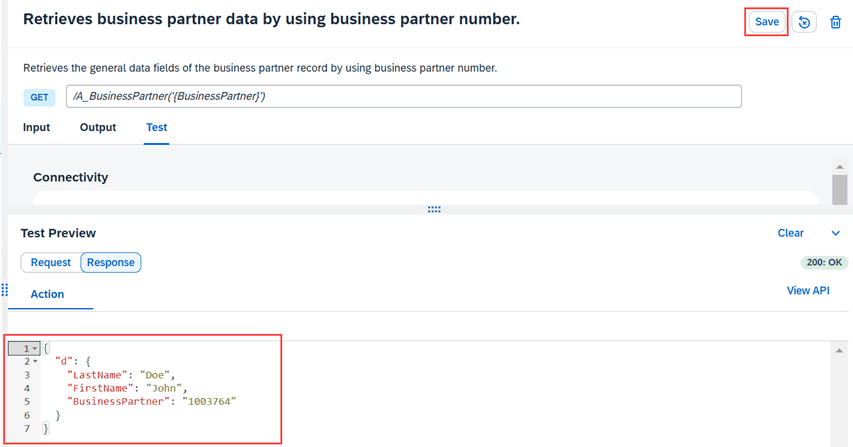 Retrieves business partner data by using business partner number.
Save
Retrieves the general data fields of the business partner record by using business partner number.
GET
/A_BusinessPartner('{BusinessPartner}')
Input Output Test
Connectivity
Test Preview
Clear
Request Response
200: OK
Action
View API
1 {
2 "d": {
3 "LastName": "Doe",
4 "FirstName": "John",
5 "BusinessPartner": "1003764"
6 }
7 }